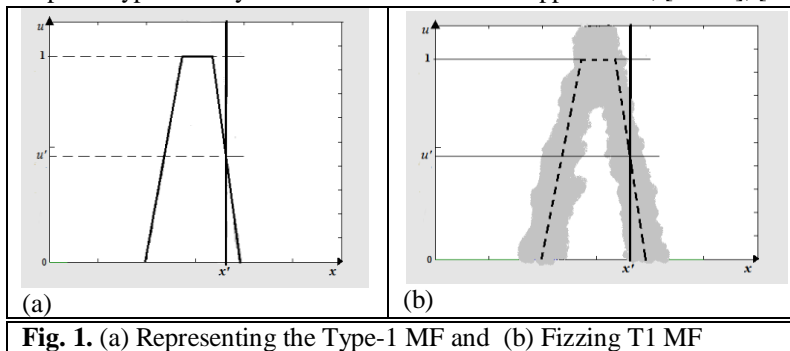 u
1
u'
0
x'
x
(a)
u
1
u'
0
x'
x
(b)
Fig. 1. (a) Representing the Type-1 MF and (b) Fizzing T1 MF